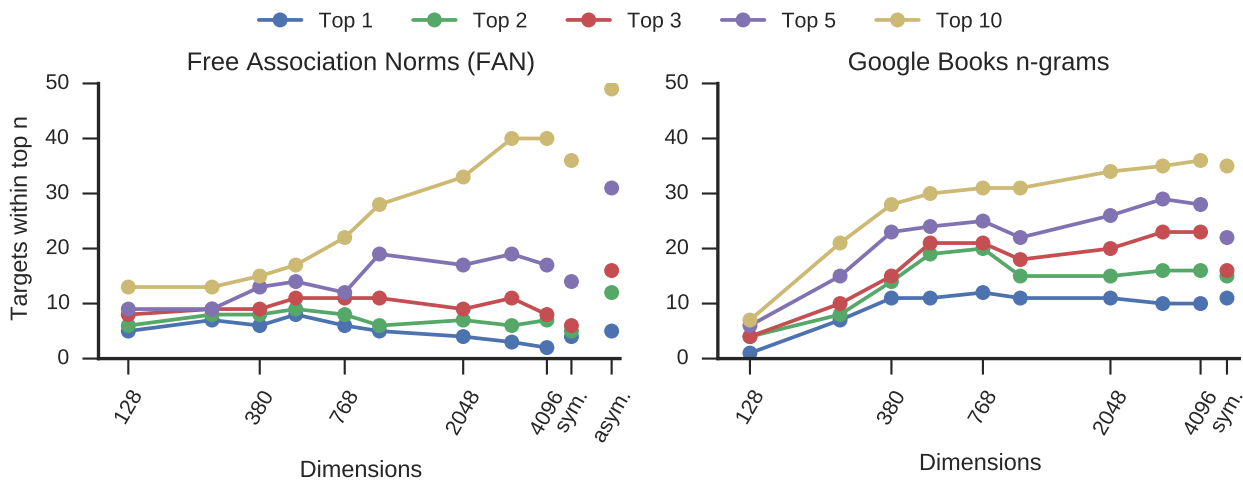 Top 1 Top 2 Top 3 Top 5 Top 10
Free Association Norms (FAN)
50
40
30
20
10
0
Targets within top n
128 380 768 2048 4096 sym. asym.
Dimensions
Google Books n-grams
50
40
30
20
10
0
128 380 768 2048 4096 sym.
Dimensions